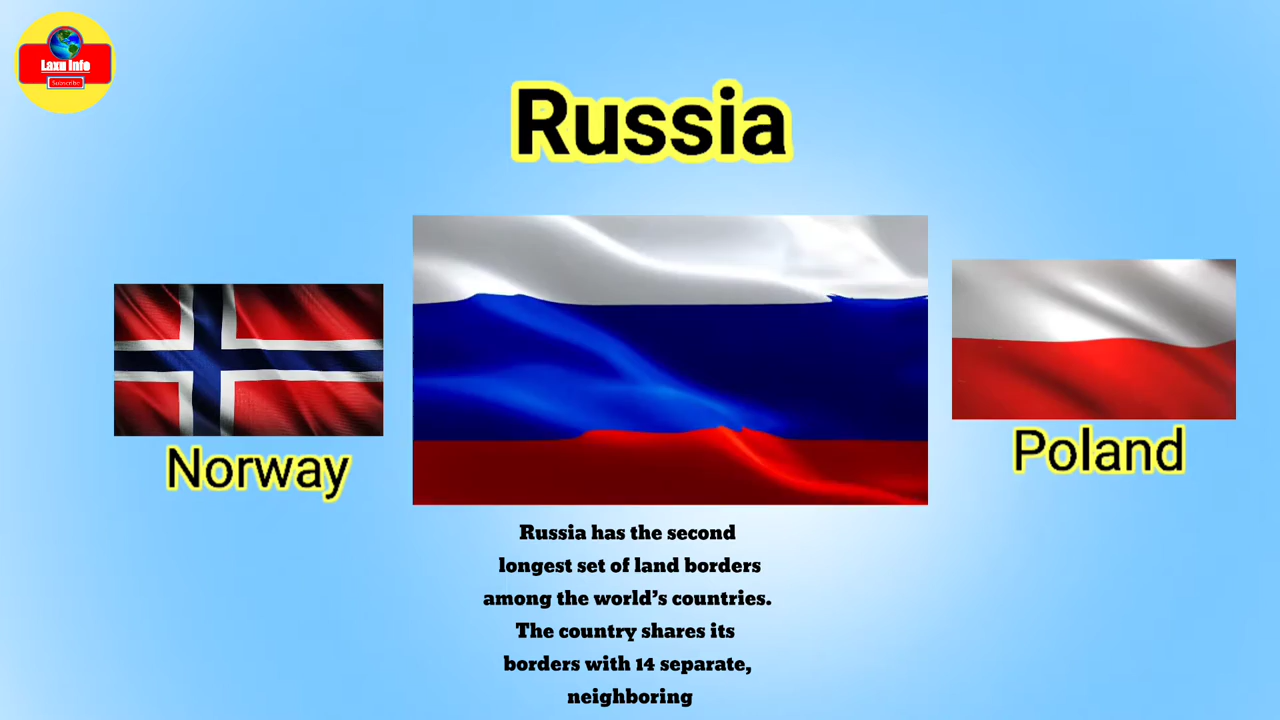 Laxu Info
Subscribe
Russia
Norway
Poland
Russia has the second
longest set of land borders
among the world's countries.
The country shares its
borders with 14 separate,
neighboring